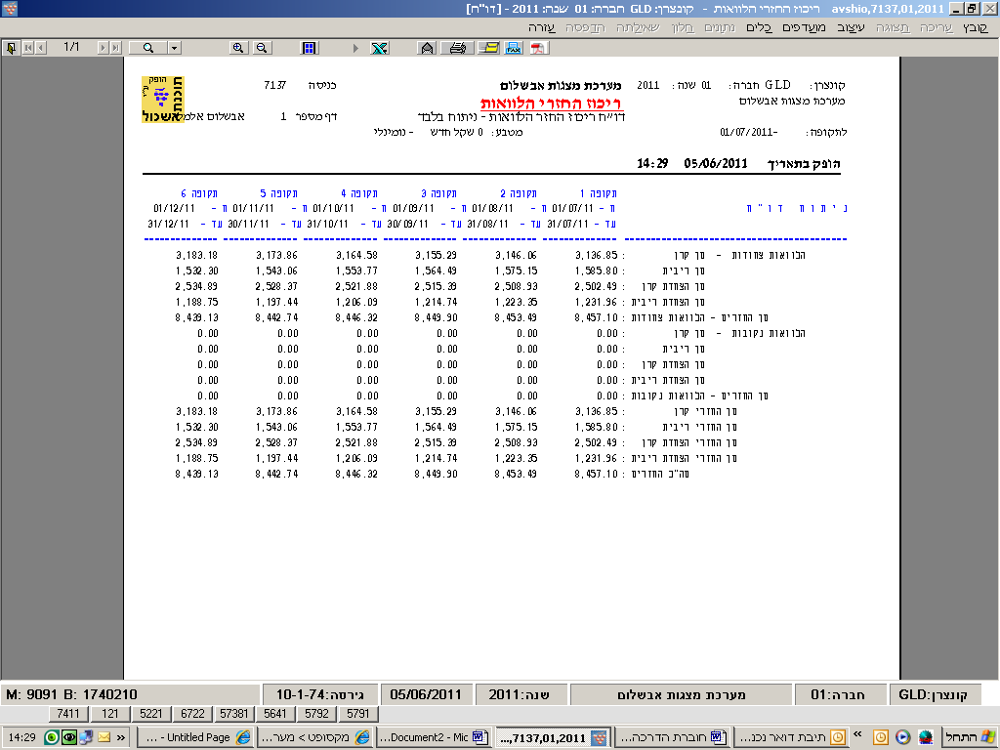 avshio,7137,01,2011 ריכוז החזרי הלוואות - קונצרן: GLD חברה: 01 שנה: 2011 - [דו"ח]
קובץ עריכה תצוגה עיצוב מועדפים כלים נתונים חלון שאילתה הדפסה עזרה
1/1
קונצרן: GLD חברה: 01 שנה: 2011 מערכת מצגות אבשלום כניסה 7137
מערכת מצגות אבשלום ריכוז החזרי הלוואות
דו"ח ריכוז החזר הלוואות - ניתוח בלבד דף מספר 1
הופק ע"י תוכנת אשכול
לתקופה: 01/07/2011- מטבע: 0 שקל חדש - נומינלי
הופק בתאריך 05/06/2011 14:29
תקופה 1 תקופה 2 תקופה 3 תקופה 4 תקופה 5 תקופה 6
ניתוח דו"ח מ - 01/07/11 מ - 01/08/11 מ - 01/09/11 מ - 01/10/11 מ - 01/11/11 מ - 01/12/11
עד - 31/07/11 עד - 31/08/11 עד - 30/09/11 עד - 31/10/11 עד - 30/11/11 עד - 31/12/11
הלוואות צמודות - סך קרן : 3,136.85 3,146.06 3,155.29 3,164.58 3,173.86 3,183.18
סך ריבית : 1,585.80 1,575.15 1,564.49 1,553.77 1,543.06 1,532.30
סך הצמדת קרן : 2,502.49 2,508.93 2,515.39 2,521.88 2,528.37 2,534.89
סך הצמדת ריבית : 1,231.96 1,223.35 1,214.74 1,206.09 1,197.44 1,188.75
סך החזרים - הלוואות צמודות : 8,457.10 8,453.49 8,449.90 8,446.32 8,442.74 8,439.13
הלוואות נקובות - סך קרן : 0.00 0.00 0.00 0.00 0.00 0.00
סך ריבית : 0.00 0.00 0.00 0.00 0.00 0.00
סך הצמדת קרן : 0.00 0.00 0.00 0.00 0.00 0.00
סך הצמדת ריבית : 0.00 0.00 0.00 0.00 0.00 0.00
סך החזרים - הלוואות נקובות : 0.00 0.00 0.00 0.00 0.00 0.00
סך החזרי קרן : 3,136.85 3,146.06 3,155.29 3,164.58 3,173.86 3,183.18
סך החזרי ריבית : 1,585.80 1,575.15 1,564.49 1,553.77 1,543.06 1,532.30
סך החזרי הצמדת קרן : 2,502.49 2,508.93 2,515.39 2,521.88 2,528.37 2,534.89
סך החזרי הצמדת ריבית : 1,231.96 1,223.35 1,214.74 1,206.09 1,197.44 1,188.75
סה"כ החזרים : 8,457.10 8,453.49 8,449.90 8,446.32 8,442.74 8,439.13
קונצרן:GLD חברה:01 מערכת מצגות אבשלום שנה:2011 05/06/2011 גירסה:10-1-74 M: 9091 B: 1740210
7411 121 5221 6722 57381 5641 5792 5791
התחל תיבת דואר נכנ... חוברת הדרכה... 7137,01,2011,... Document2 - Mic... מקסופט > מער... Untitled Page - ... 14:29